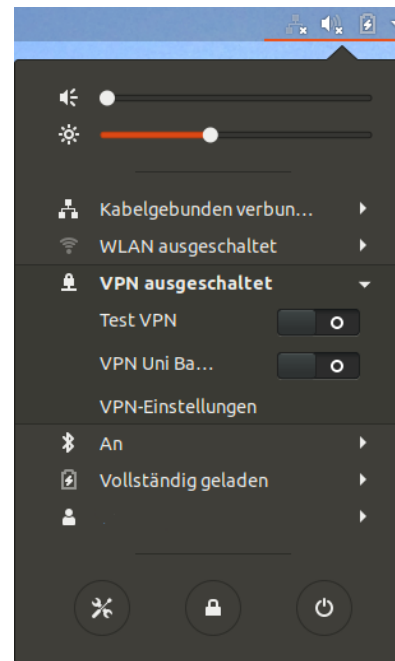 Kabelgebunden verbun...
WLAN ausgeschaltet
VPN ausgeschaltet
Test VPN
VPN Uni Ba...
VPN-Einstellungen
An
Vollständig geladen